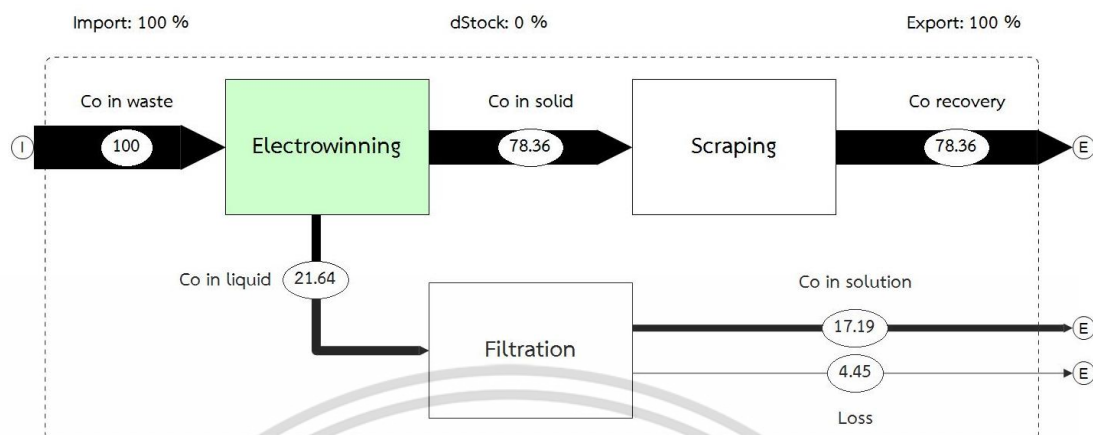 Import: 100 %
dStock: 0 %
Export: 100 %
Co in waste
Co in solid
Co recovery
I
100
Electrowinning
78.36
Scraping
78.36
E
Co in liquid
21.64
Co in solution
Filtration
17.19
E
4.45
E
Loss